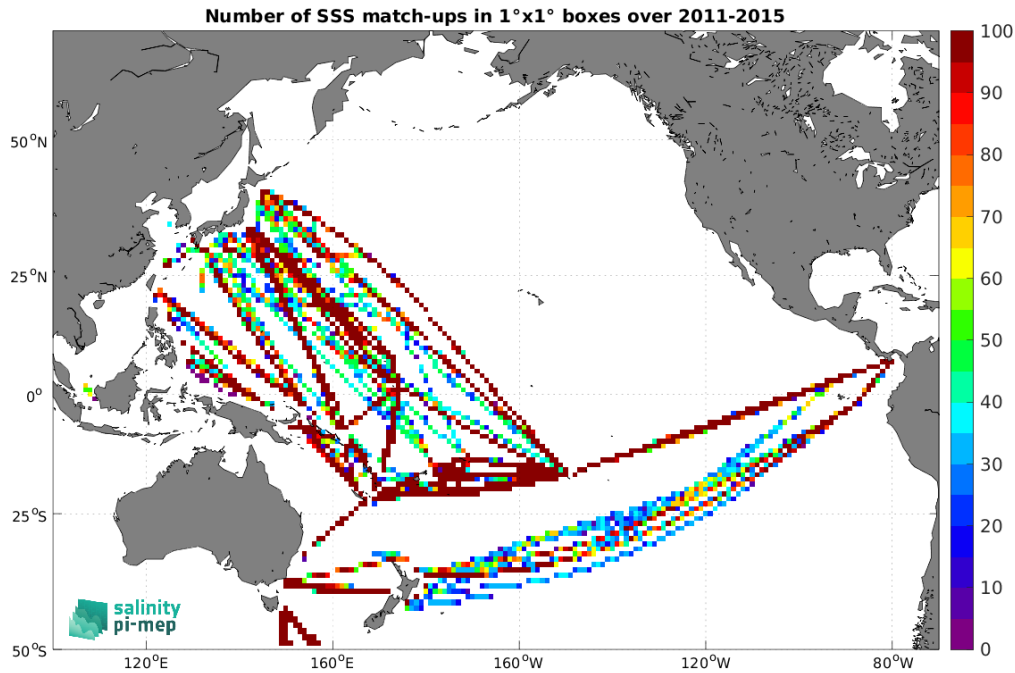 Number of SSS match-ups in 1°x1° boxes over 2011-2015
100
90
80
70
60
50
40
30
20
10
0
50°N
25°N
0°
25°S
50°S
120°E
160°E
160°W
120°W
80°W
salinity
pi-mep